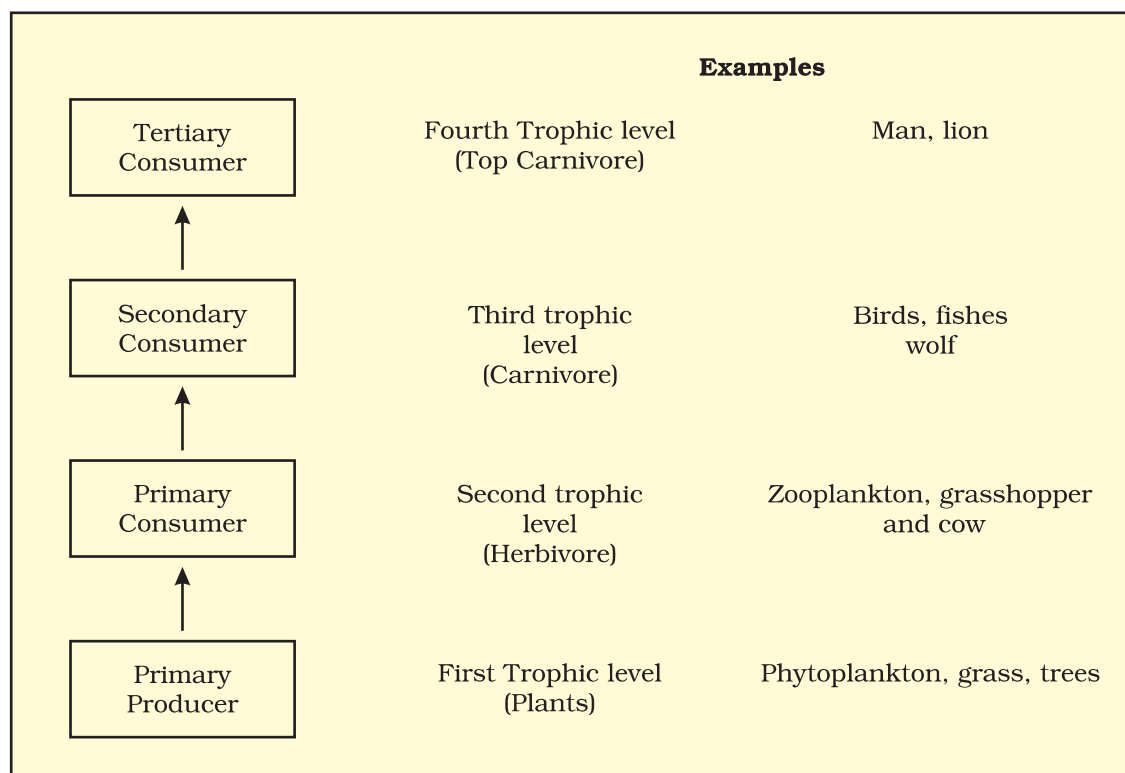 Examples
Tertiary
Consumer
Fourth Trophic level
(Top Carnivore)
Man, lion
Secondary
Consumer
Third trophic
level
(Carnivore)
Birds, fishes
wolf
Primary
Consumer
Second trophic
level
(Herbivore)
Zooplankton, grasshopper
and cow
Primary
Producer
First Trophic level
(Plants)
Phytoplankton, grass, trees